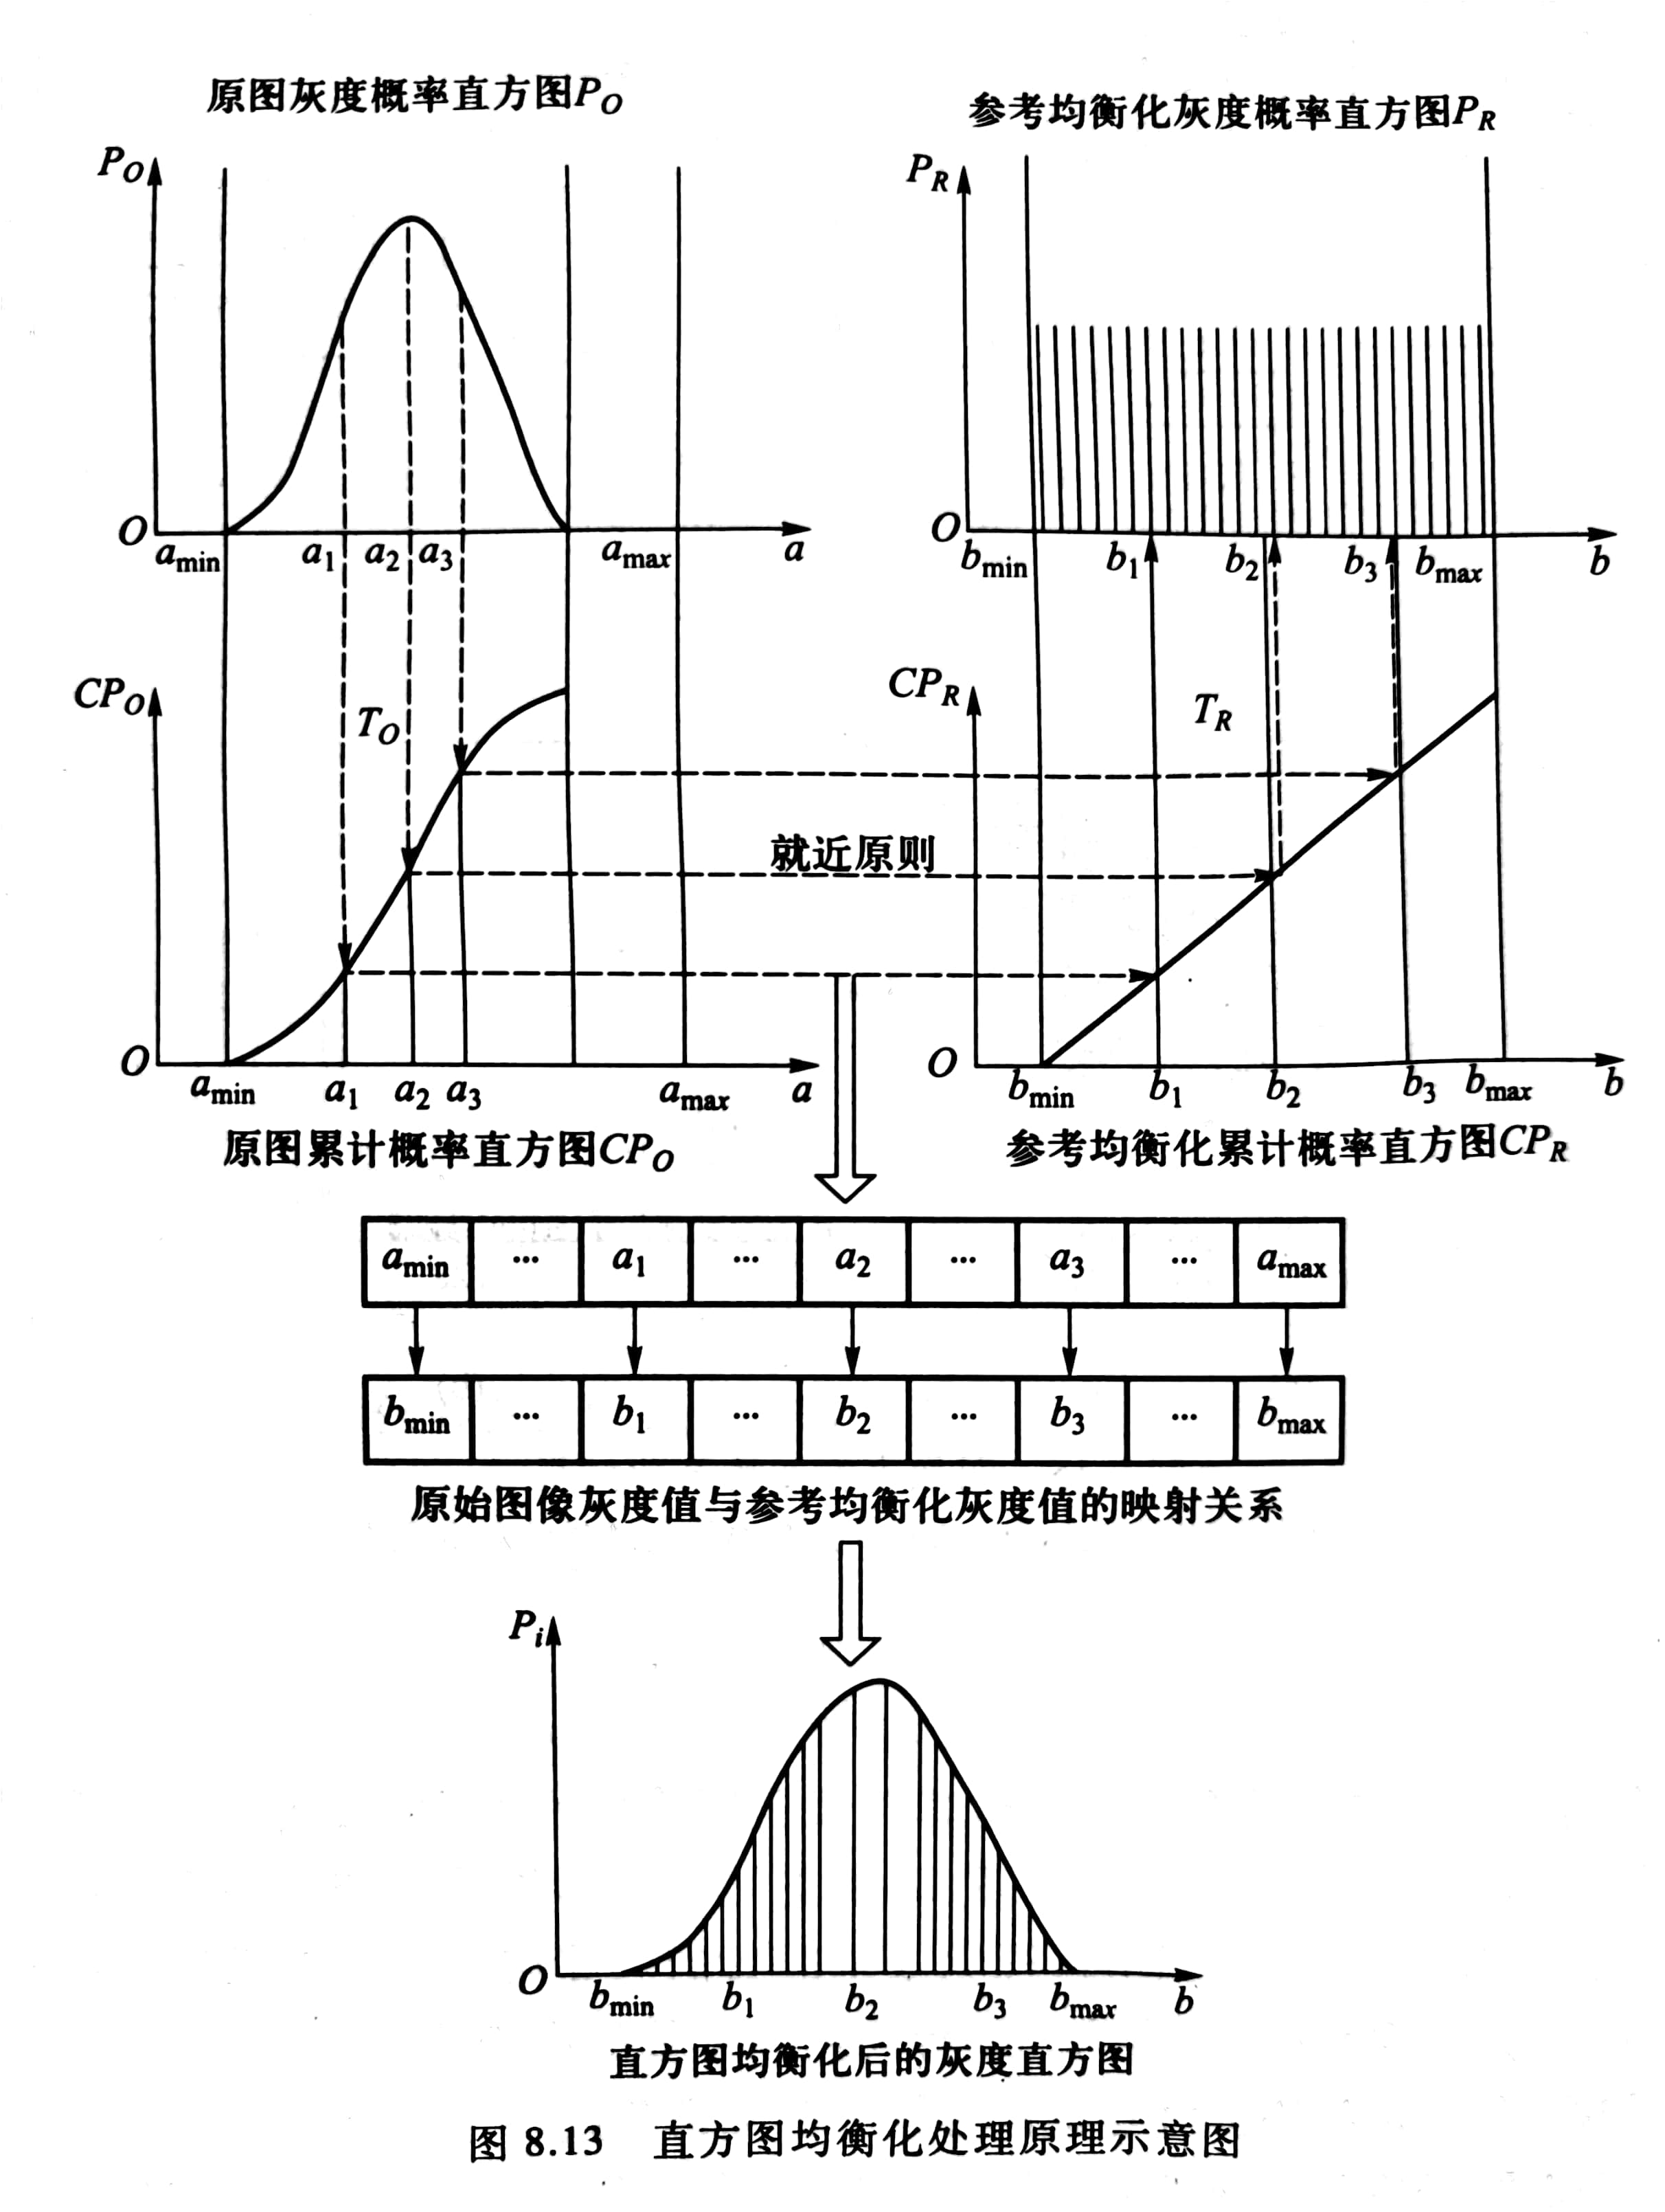 原图灰度概率直方图P_O
参考均衡化灰度概率直方图P_R
P_O
O
a_min a_1 a_2 a_3 a_max a
P_R
O
b_min b_1 b_2 b_3 b_max b
CP_O
T_O
O
a_min a_1 a_2 a_3 a_max a
原图累计概率直方图CP_O
就近原则
CP_R
T_R
O
b_min b_1 b_2 b_3 b_max b
参考均衡化累计概率直方图CP_R
a_min ... a_1 ... a_2 ... a_3 ... a_max
b_min ... b_1 ... b_2 ... b_3 ... b_max
原始图像灰度值与参考均衡化灰度值的映射关系
P_i
O
b_min b_1 b_2 b_3 b_max b
直方图均衡化后的灰度直方图
图 8.13 直方图均衡化处理原理示意图